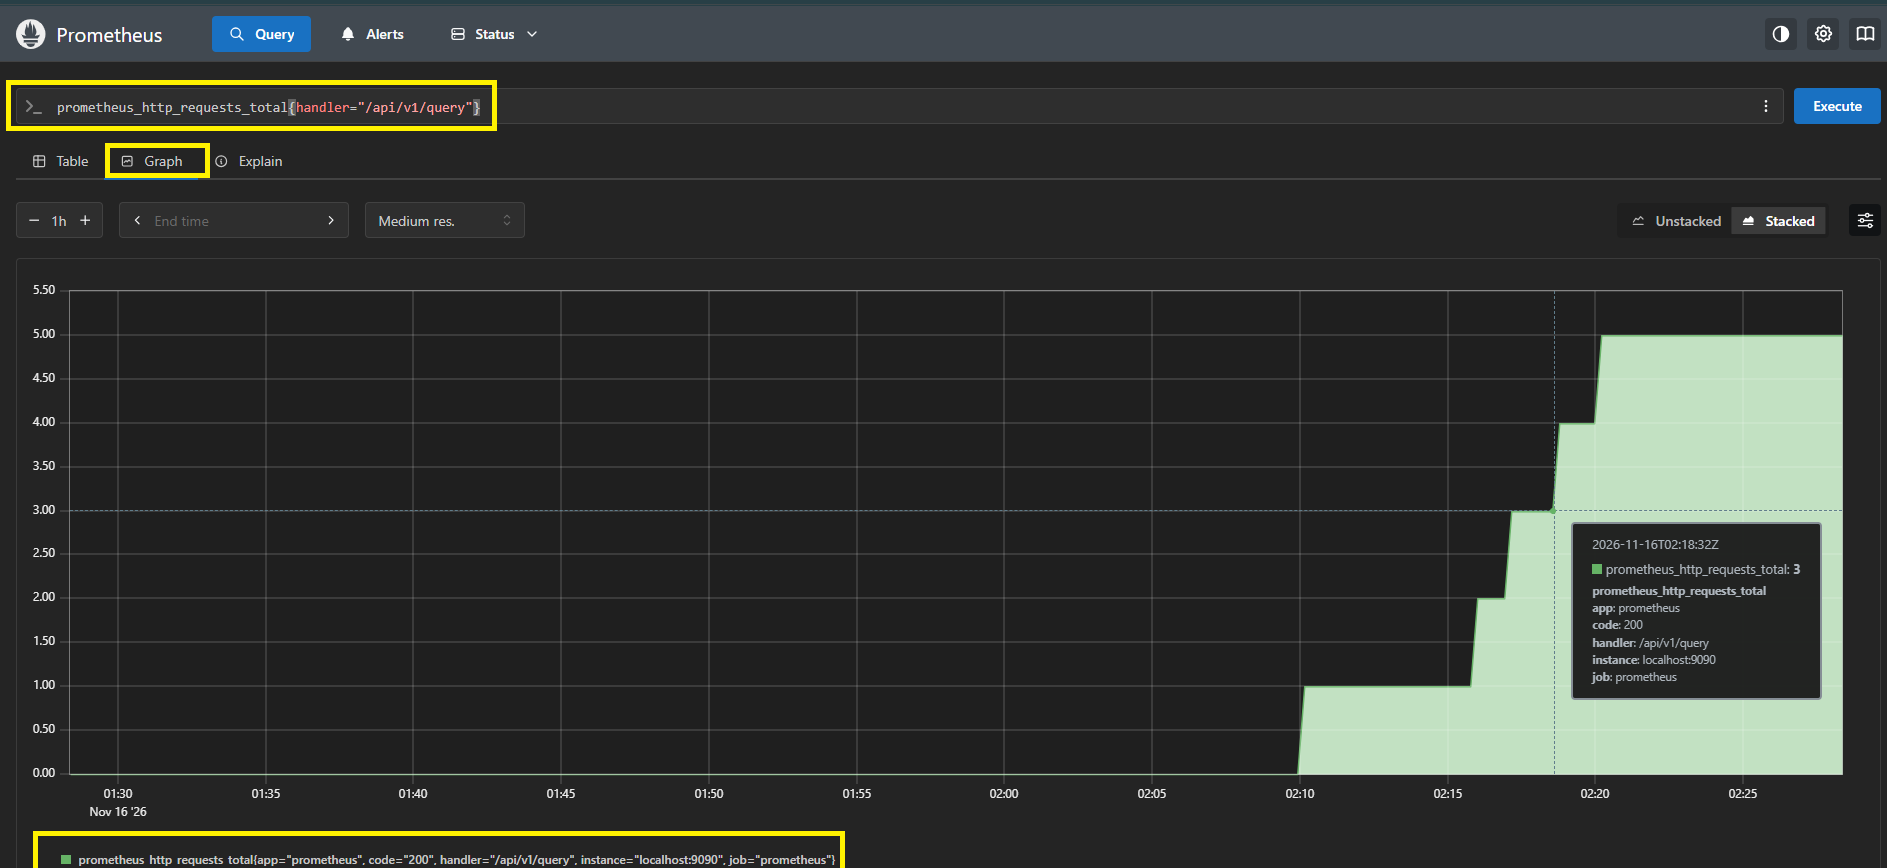 Prometheus Query Alerts Status
>_ prometheus_http_requests_total{handler="/api/v1/query"} Execute
Table Graph Explain
− 1h + End time Medium res. Unstacked Stacked
5.50
5.00
4.50
4.00
3.50
3.00
2.50
2.00
1.50
1.00
0.50
0.00
2026-11-16T02:18:32Z
prometheus_http_requests_total: 3
prometheus_http_requests_total
app: prometheus
code: 200
handler: /api/v1/query
instance: localhost:9090
job: prometheus
01:30 01:35 01:40 01:45 01:50 01:55 02:00 02:05 02:10 02:15 02:20 02:25
Nov 16 '26
prometheus_http_requests_total{app="prometheus", code="200", handler="/api/v1/query", instance="localhost:9090", job="prometheus"}